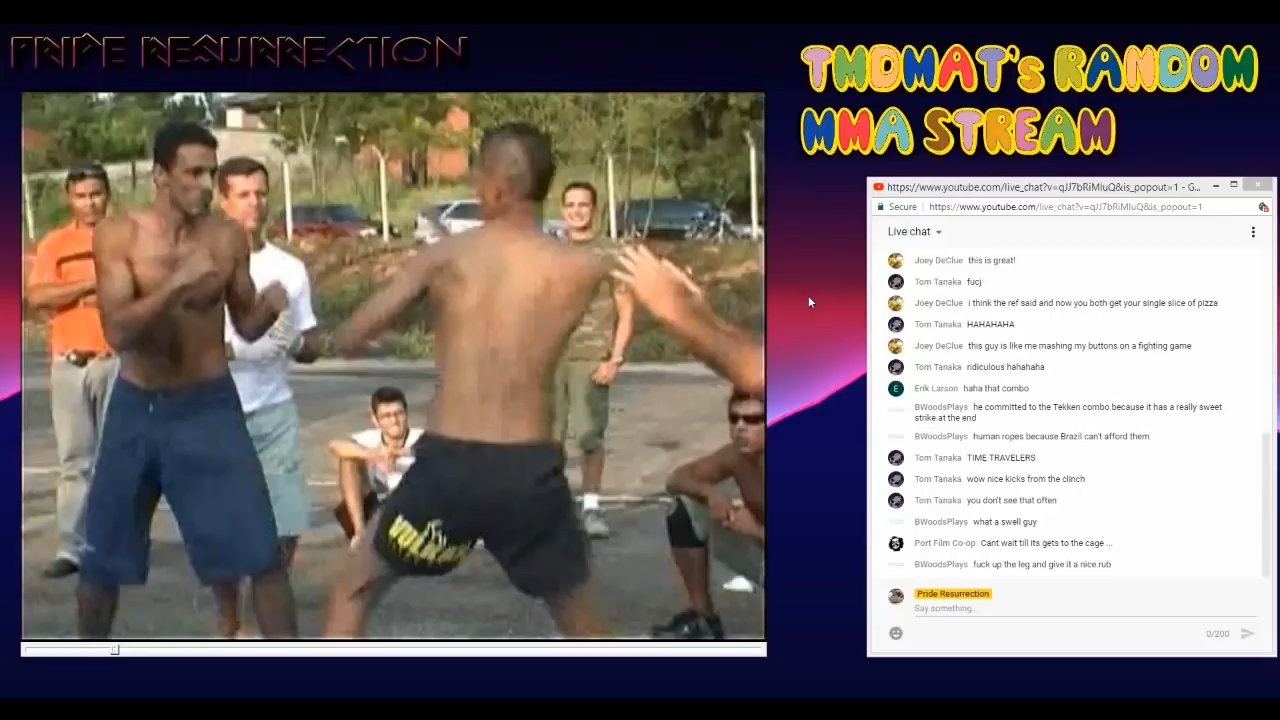 PRIDE RESURRECTION
TMDMAT's RANDOM
MMA STREAM
https://www.youtube.com/live_chat?v=qJJ7bRiMIuQ&is_popout=1 - G...
Secure https://www.youtube.com/live_chat?v=qJJ7bRiMIuQ&is_popout=1
Live chat
Joey DeClue this is great!
Tom Tanaka fucj
Joey DeClue i think the ref said and now you both get your single slice of pizza
Tom Tanaka HAHAHAHA
Joey DeClue this guy is like me mashing my buttons on a fighting game
Tom Tanaka ridiculous hahahaha
E Erik Larson haha that combo
BWoodsPlays he committed to the Tekken combo because it has a really sweet
strike at the end
BWoodsPlays human ropes because Brazil can't afford them
Tom Tanaka TIME TRAVELERS
Tom Tanaka wow nice kicks from the clinch
Tom Tanaka you don't see that often
BWoodsPlays what a swell guy
Port Film Co-op Cant wait till its gets to the cage ...
BWoodsPlays fuck up the leg and give it a nice rub
Pride Resurrection
Say something...
0/200